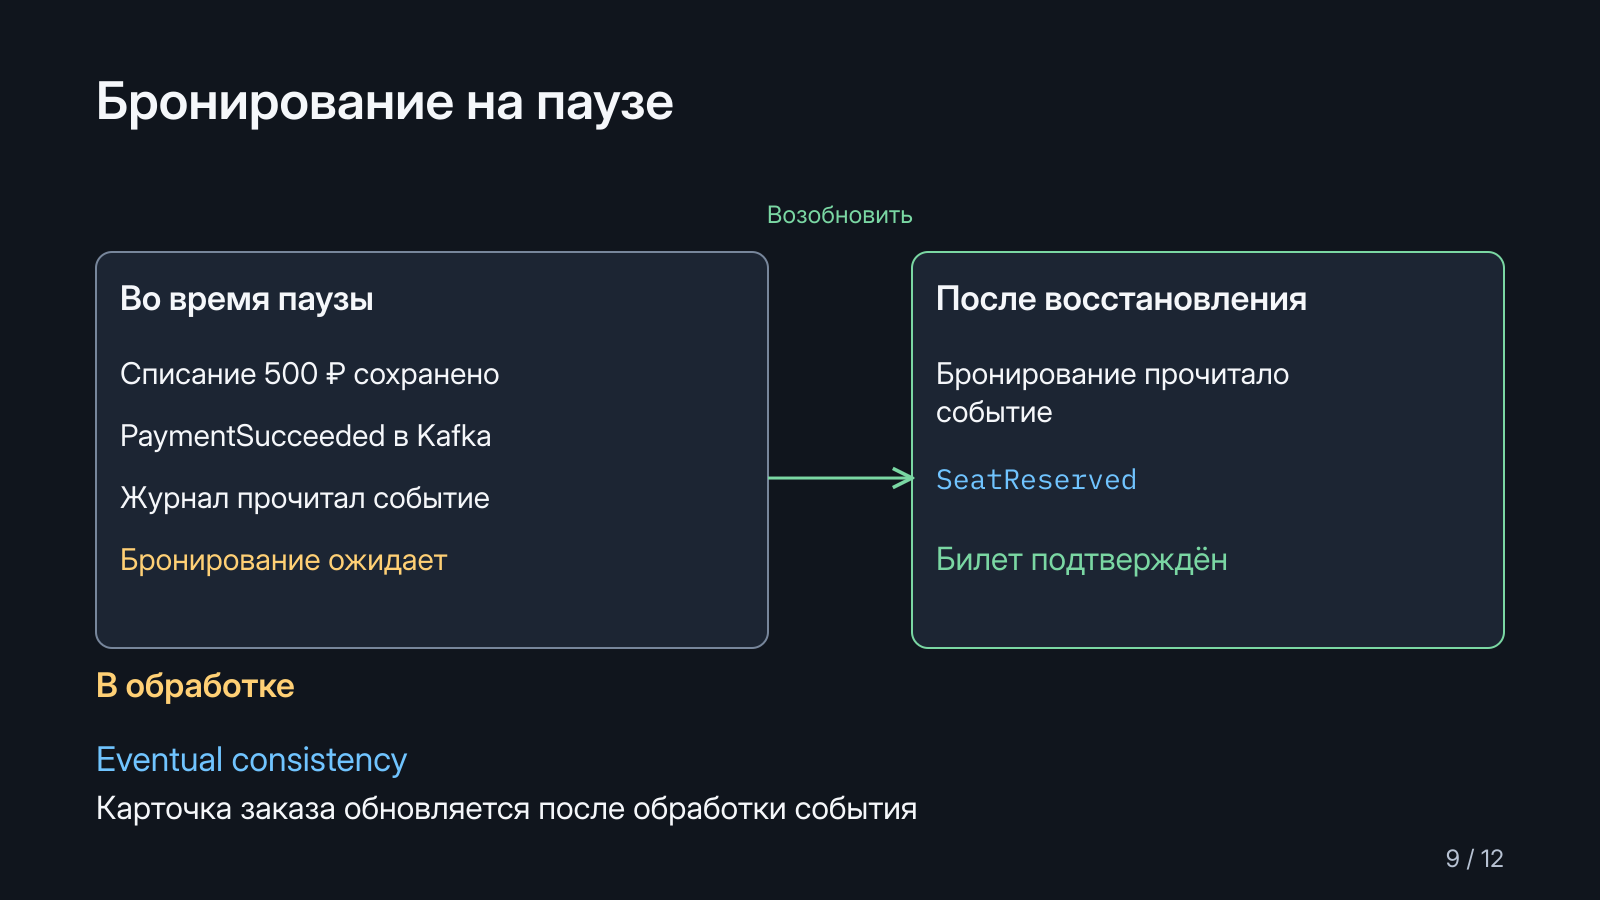 Бронирование на паузе
Возобновить
Во время паузы
Списание 500 ₽ сохранено
PaymentSucceeded в Kafka
Журнал прочитал событие
Бронирование ожидает
После восстановления
Бронирование прочитало
событие
SeatReserved
Билет подтверждён
В обработке
Eventual consistency
Карточка заказа обновляется после обработки события
9 / 12